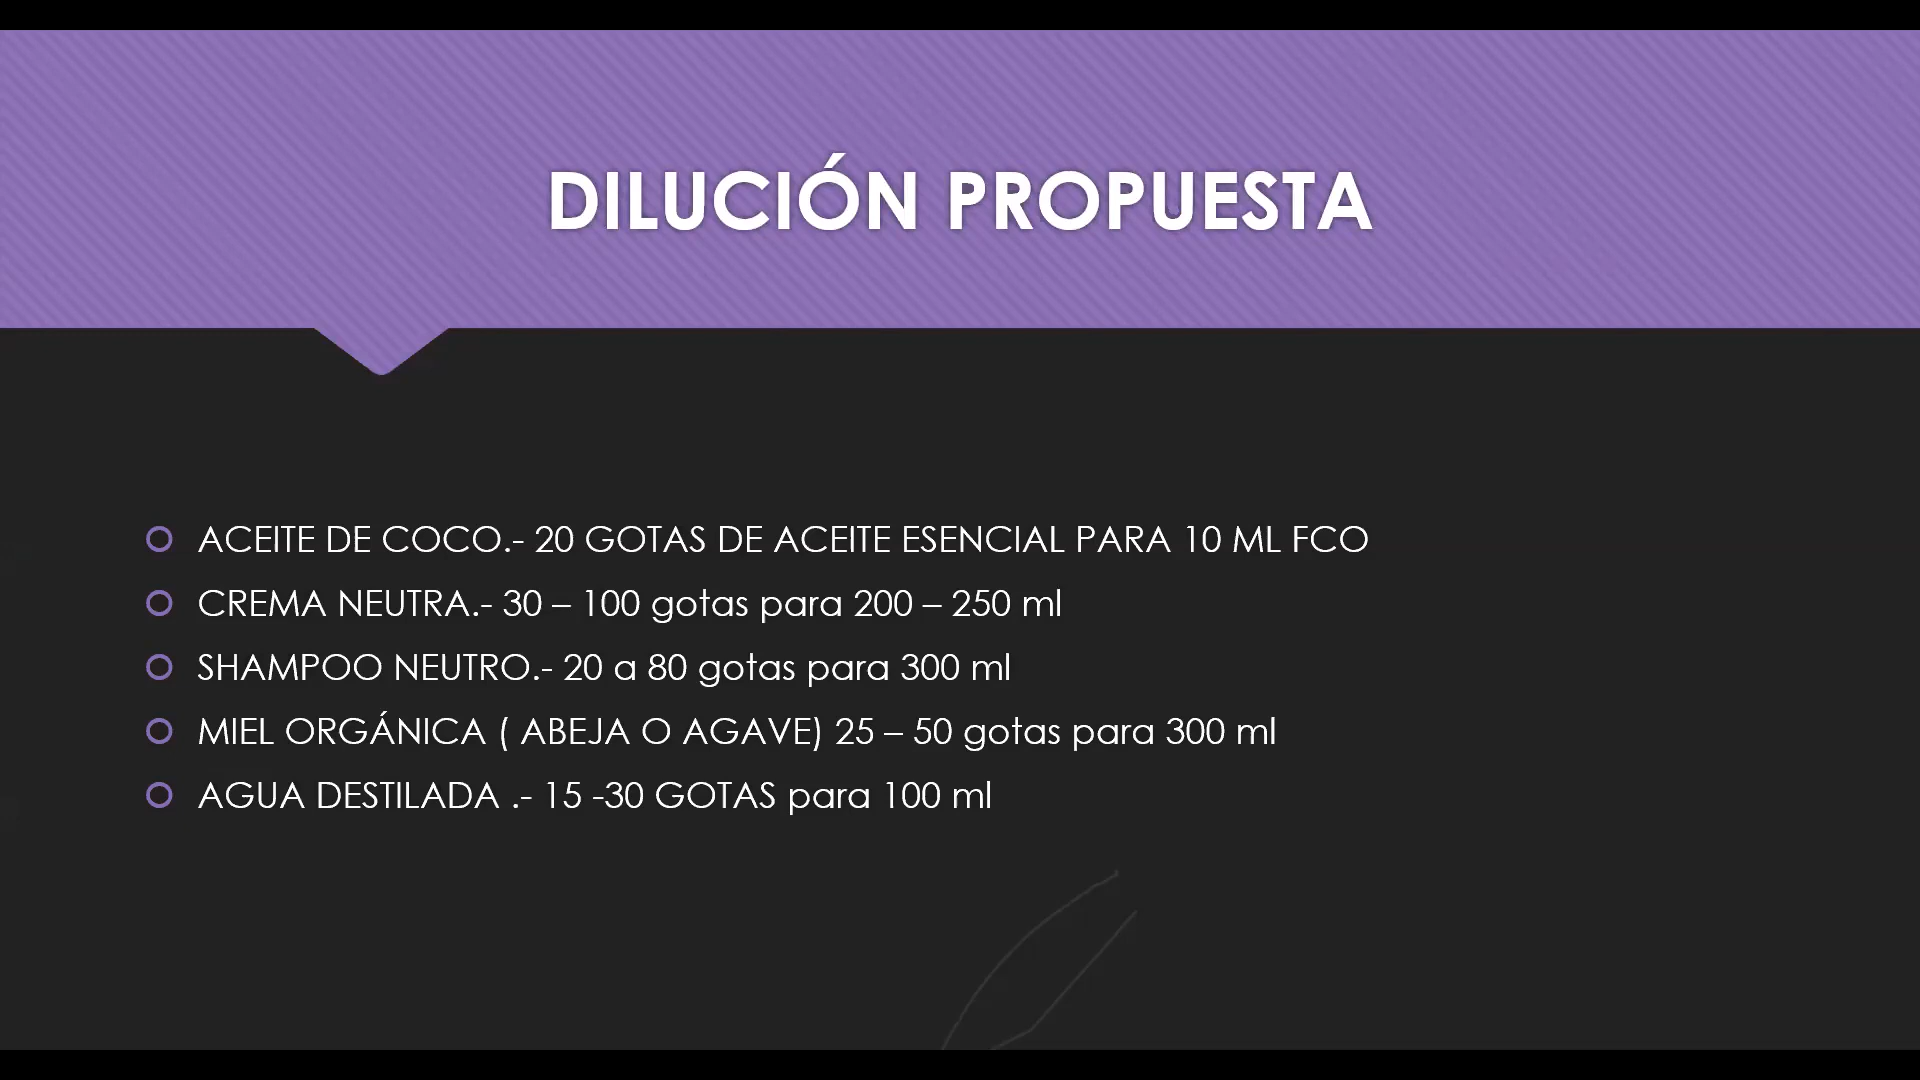 DILUCIÓN PROPUESTA
ACEITE DE COCO.- 20 GOTAS DE ACEITE ESENCIAL PARA 10 ML FCO
CREMA NEUTRA.- 30 – 100 gotas para 200 – 250 ml
SHAMPOO NEUTRO.- 20 a 80 gotas para 300 ml
MIEL ORGÁNICA ( ABEJA O AGAVE) 25 – 50 gotas para 300 ml
AGUA DESTILADA .- 15 -30 GOTAS para 100 ml